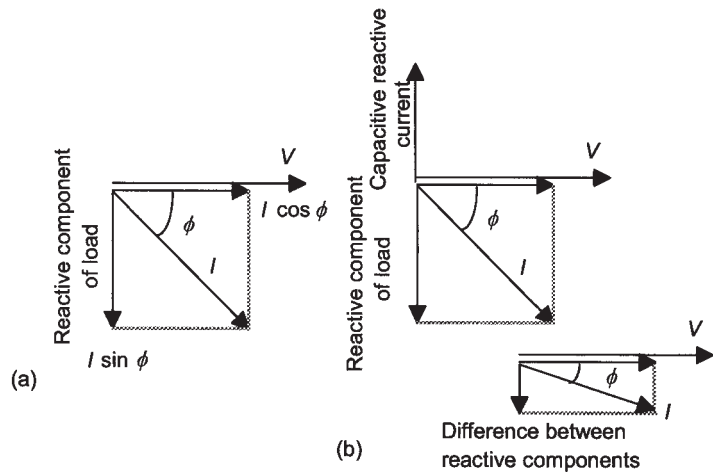 V
I cos ϕ
ϕ
I
Reactive component
of load
I sin ϕ
(a)
Capacitive reactive
current
V
ϕ
I
Reactive component
of load
V
ϕ
I
(b)
Difference between
reactive components